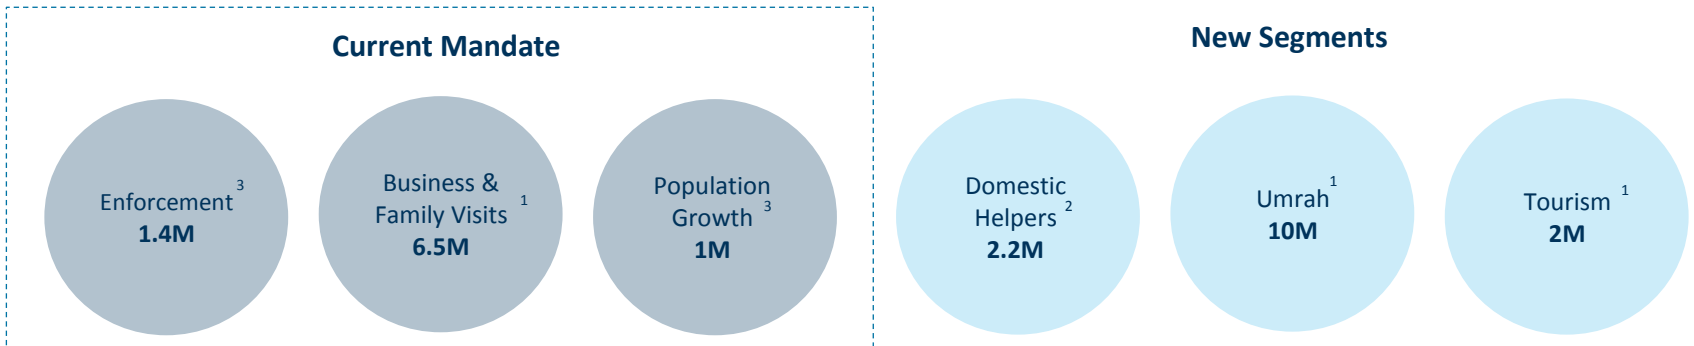 Current Mandate
New Segments
Enforcement 3
1.4M
Business &
Family Visits 1
6.5M
Population
Growth 3
1M
Domestic
Helpers 2
2.2M
Umrah 1
10M
Tourism 1
2M